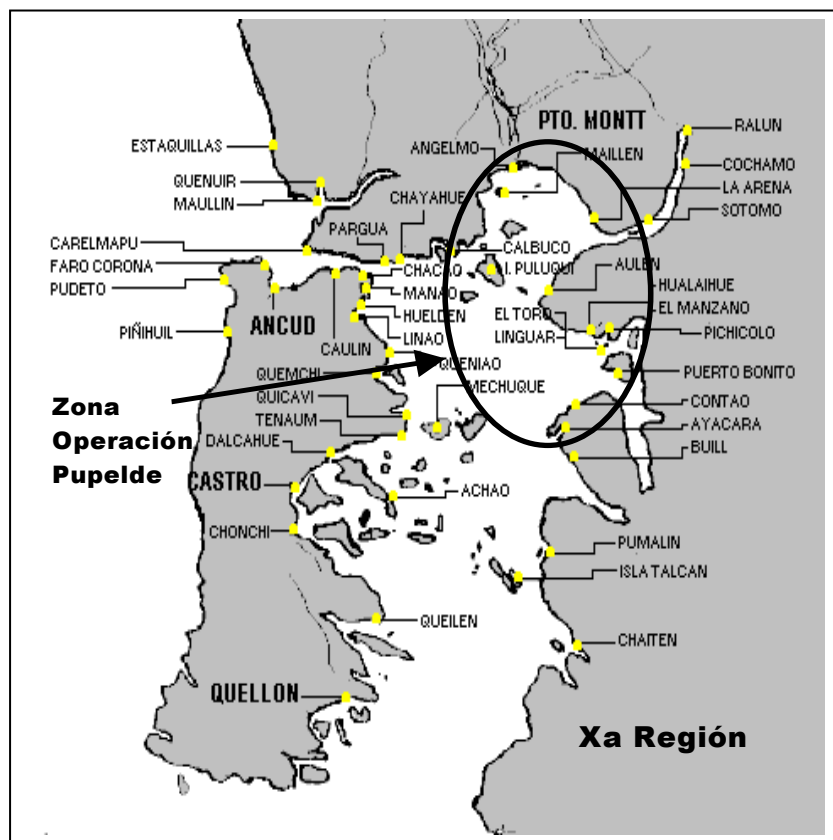 PTO. MONTT
RALUN
ESTAQUILLAS
ANGELMO
MAILLEN
COCHAMO
QUENUIR
CHAYAHUE
LA ARENA
MAULLIN
SOTOMO
PARGUA
CARELMAPU
CALBUCO
FARO CORONA
CHACAO
I. PULUQUI
AULEN
PUDETO
MANAO
HUALAIHUE
ANCUD
HUELDEN
EL TORO
EL MANZANO
PIÑIHUIL
CAULIN
LINAO
LINGUAR
PICHICOLO
QUEMCHI
QUENIAO
PUERTO BONITO
MECHUQUE
Zona
Operación
Pupelde
QUICAVI
CONTAO
TENAUM
AYACARA
DALCAHUE
BUILL
CASTRO
ACHAO
CHONCHI
PUMALIN
ISLA TALCAN
QUEILEN
CHAITEN
QUELLON
Xa Región